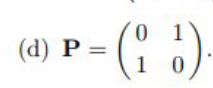 (d) P = ( 0 1
1 0 ).